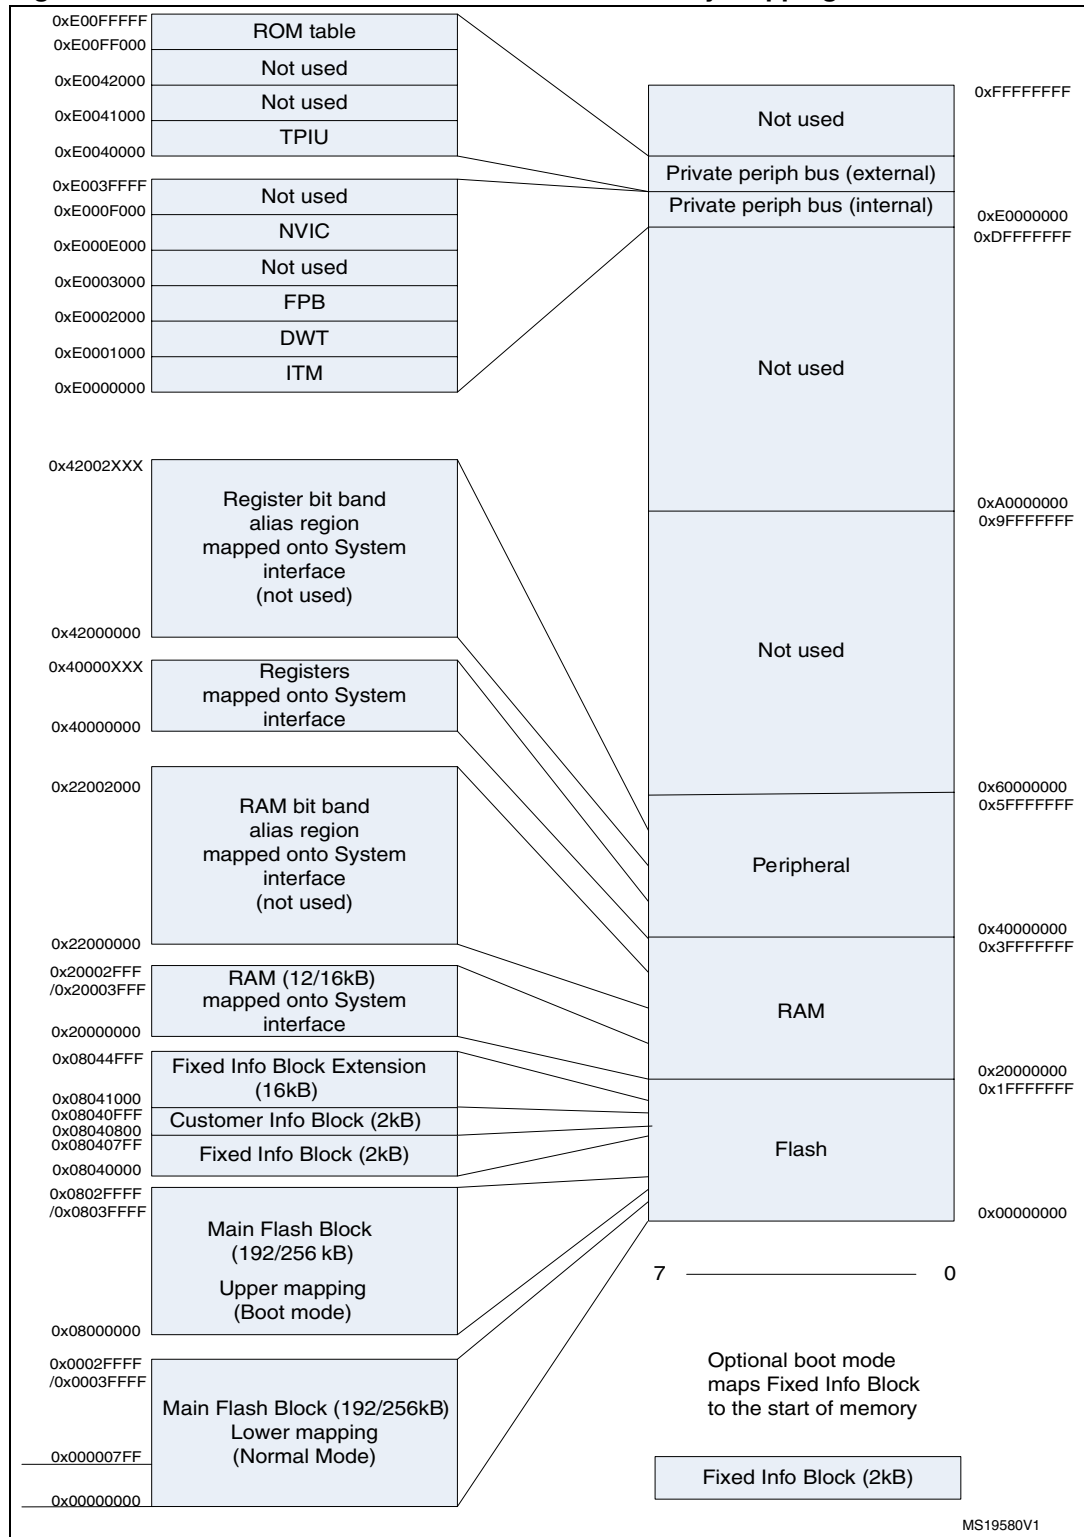 0xE00FFFFF
ROM table
0xE00FF000
Not used
0xE0042000
Not used
0xE0041000
TPIU
0xE0040000
0xE003FFFF
Not used
0xE000F000
NVIC
0xE000E000
Not used
0xE0003000
FPB
0xE0002000
DWT
0xE0001000
ITM
0xE0000000
0x42002XXX
Register bit band
alias region
mapped onto System
interface
(not used)
0x42000000
0x40000XXX
Registers
mapped onto System
interface
0x40000000
0x22002000
RAM bit band
alias region
mapped onto System
interface
(not used)
0x22000000
0x20002FFF
/0x20003FFF
RAM (12/16kB)
mapped onto System
interface
0x20000000
0x08044FFF
Fixed Info Block Extension
(16kB)
0x08041000
0x08040FFF
Customer Info Block (2kB)
0x08040800
0x080407FF
Fixed Info Block (2kB)
0x08040000
0x0802FFFF
/0x0803FFFF
Main Flash Block
(192/256 kB)
Upper mapping
(Boot mode)
0x08000000
0x0002FFFF
/0x0003FFFF
Main Flash Block (192/256kB)
Lower mapping
(Normal Mode)
0x000007FF
0x00000000
0xFFFFFFFF
Not used
Private periph bus (external)
Private periph bus (internal)
0xE0000000
0xDFFFFFFF
Not used
0xA0000000
0x9FFFFFFF
Not used
0x60000000
0x5FFFFFFF
Peripheral
0x40000000
0x3FFFFFFF
RAM
0x20000000
0x1FFFFFFF
Flash
0x00000000
7 0
Optional boot mode
maps Fixed Info Block
to the start of memory
Fixed Info Block (2kB)
MS19580V1